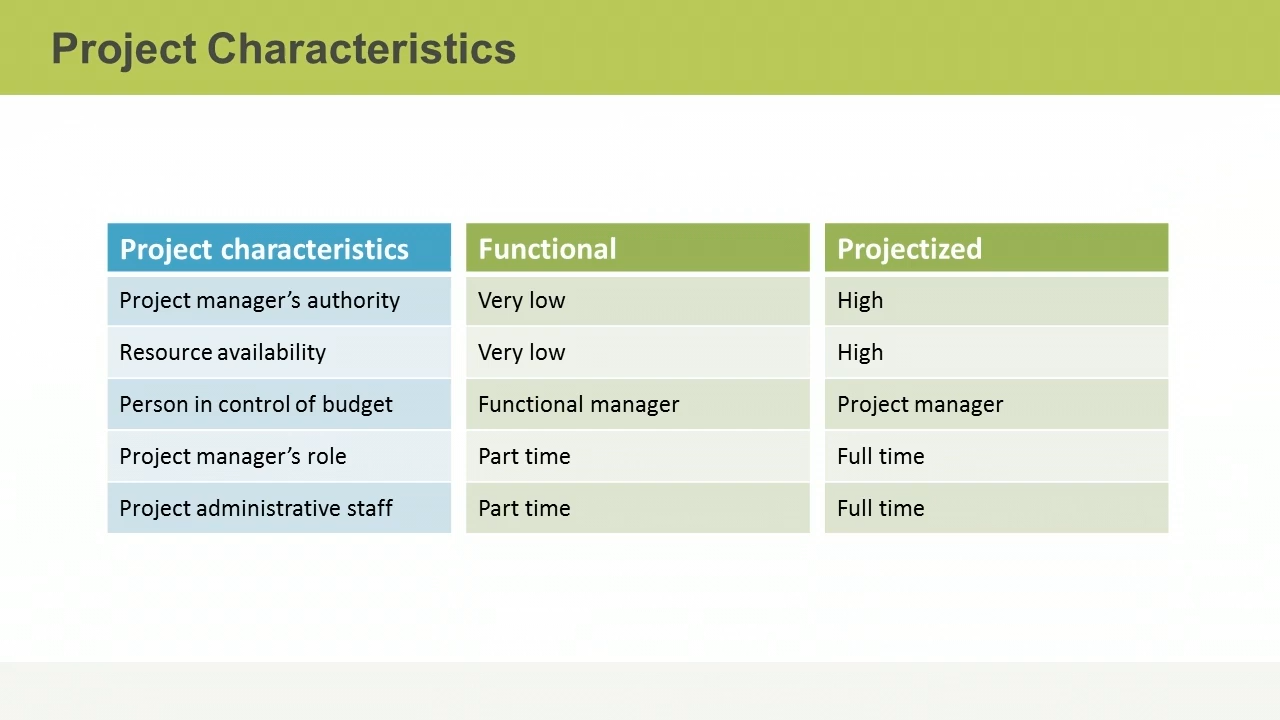 Project Characteristics
Project characteristics Functional Projectized
Project manager’s authority Very low High
Resource availability Very low High
Person in control of budget Functional manager Project manager
Project manager’s role Part time Full time
Project administrative staff Part time Full time